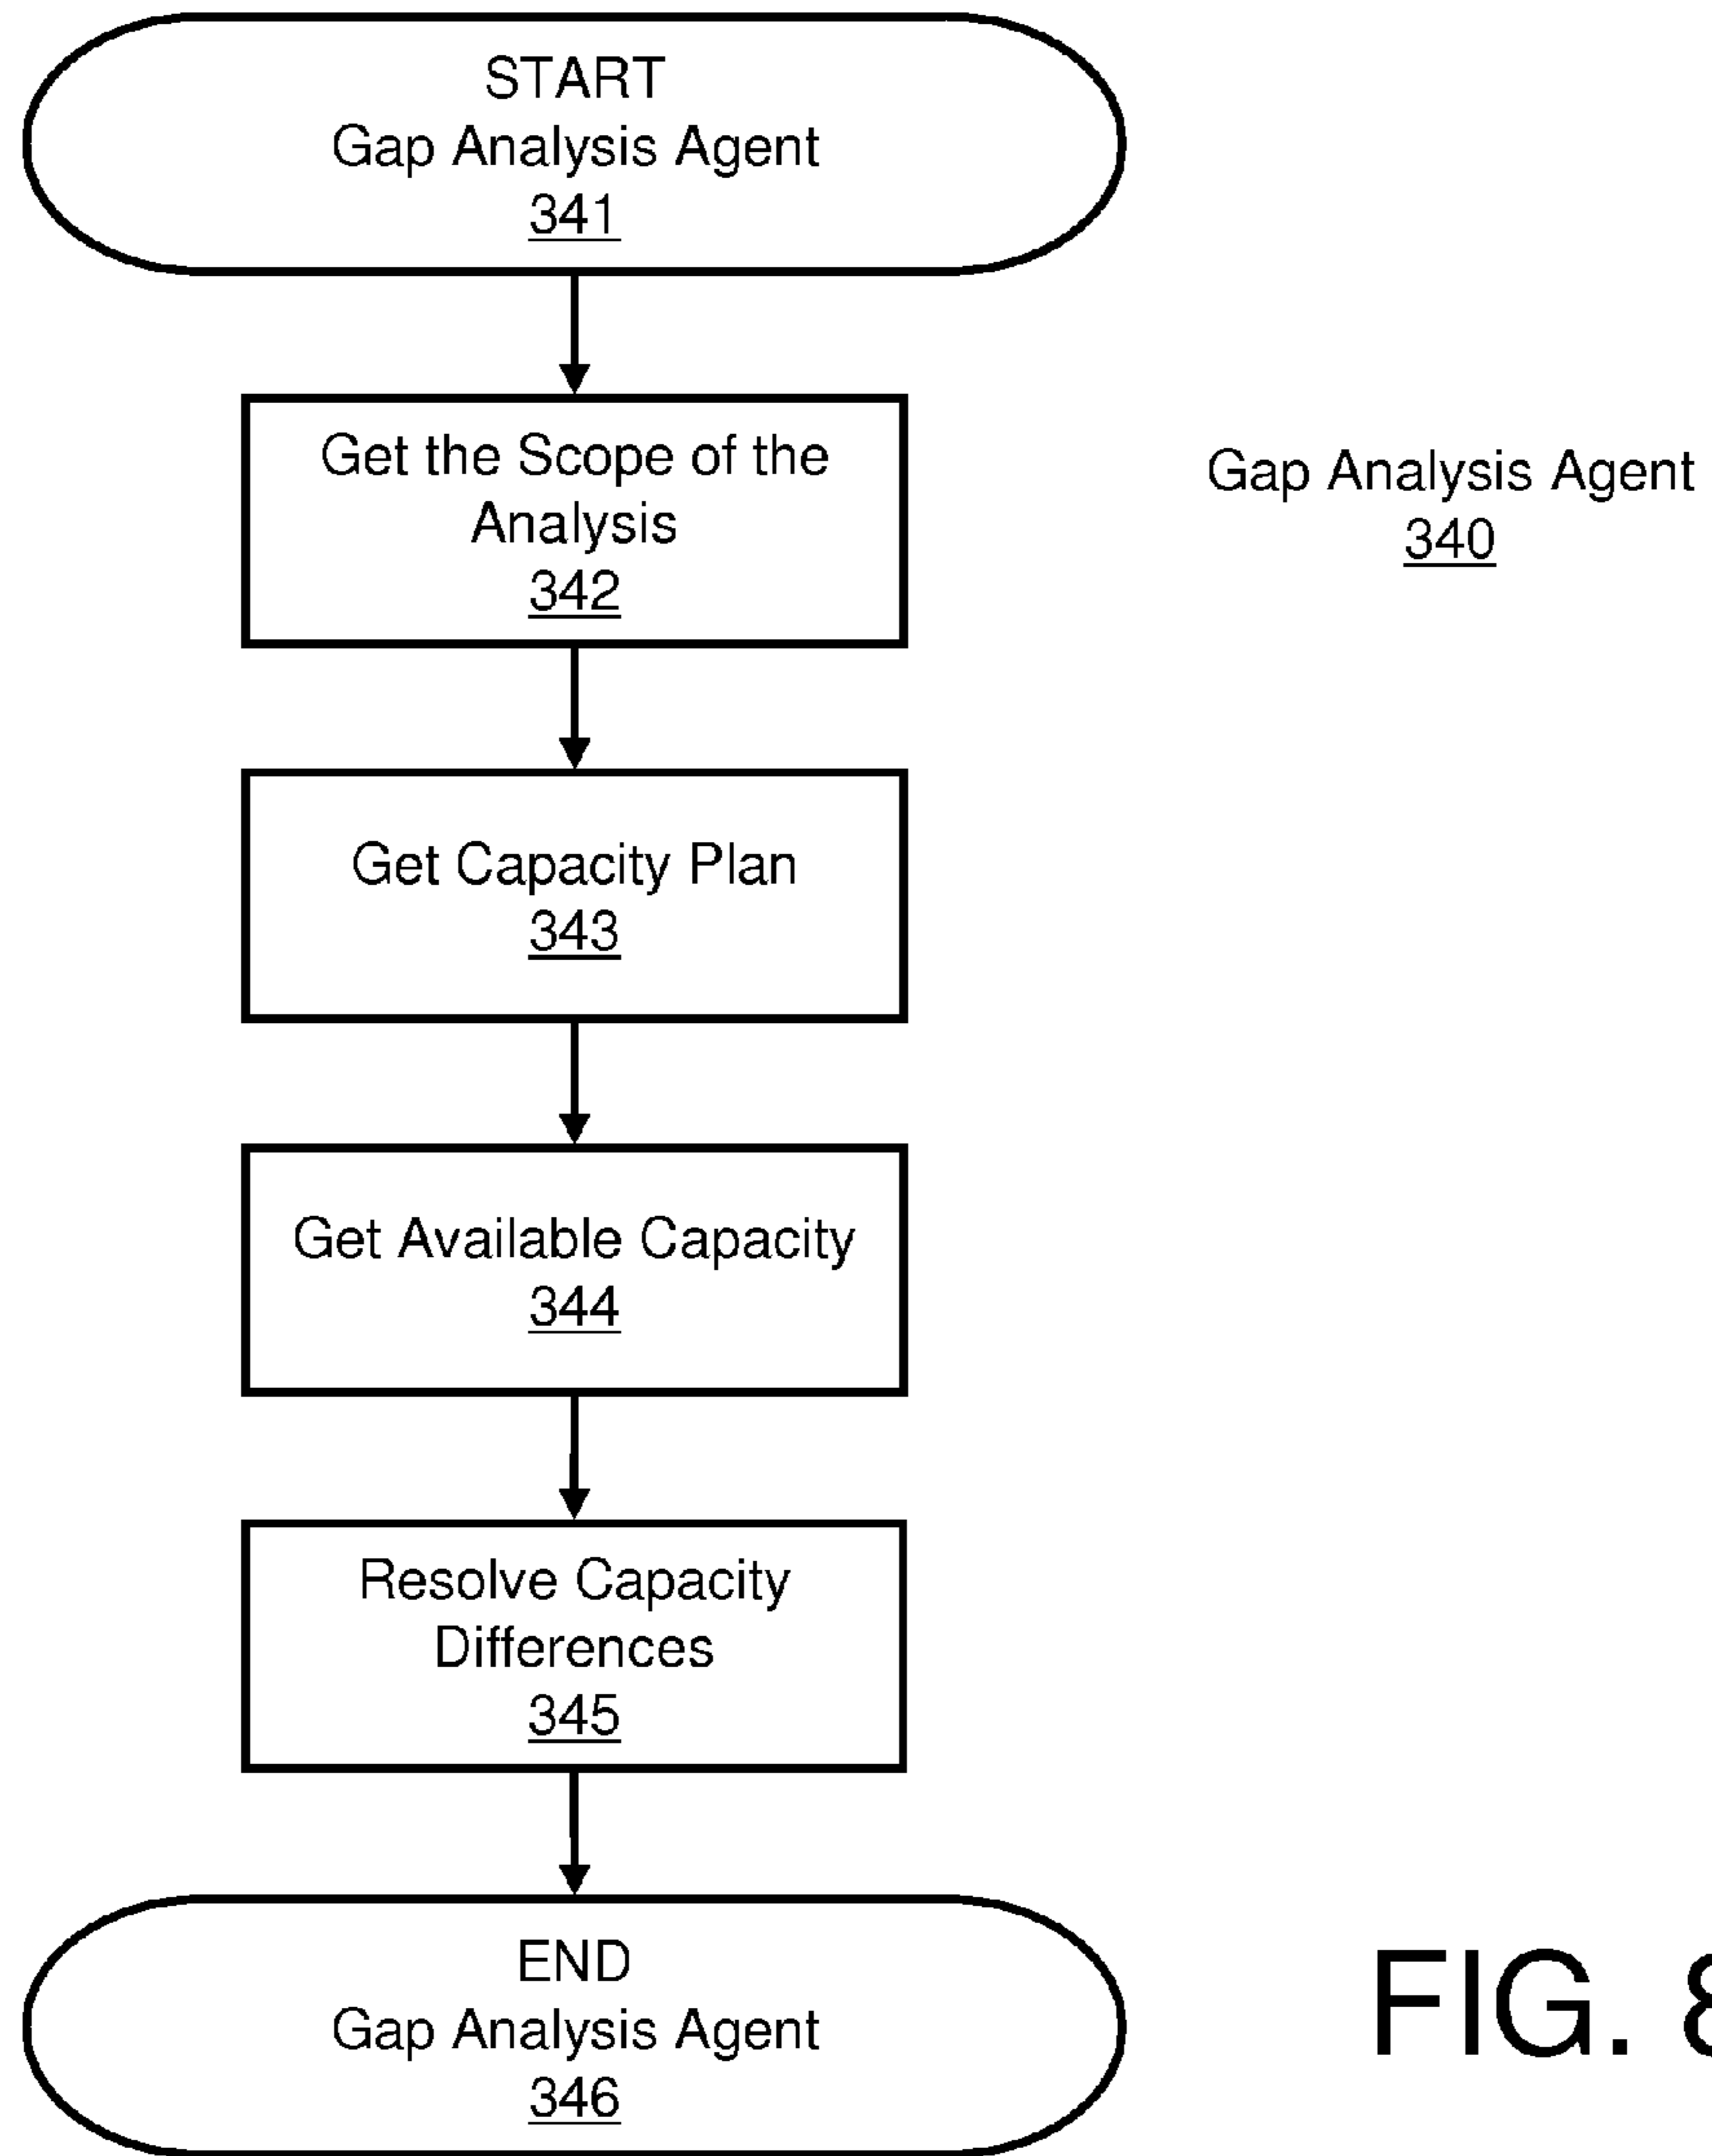 START
Gap Analysis Agent
341
Get the Scope of the
Analysis
342
Gap Analysis Agent
340
Get Capacity Plan
343
Get Available Capacity
344
Resolve Capacity
Differences
345
END
Gap Analysis Agent
346
FIG. 8